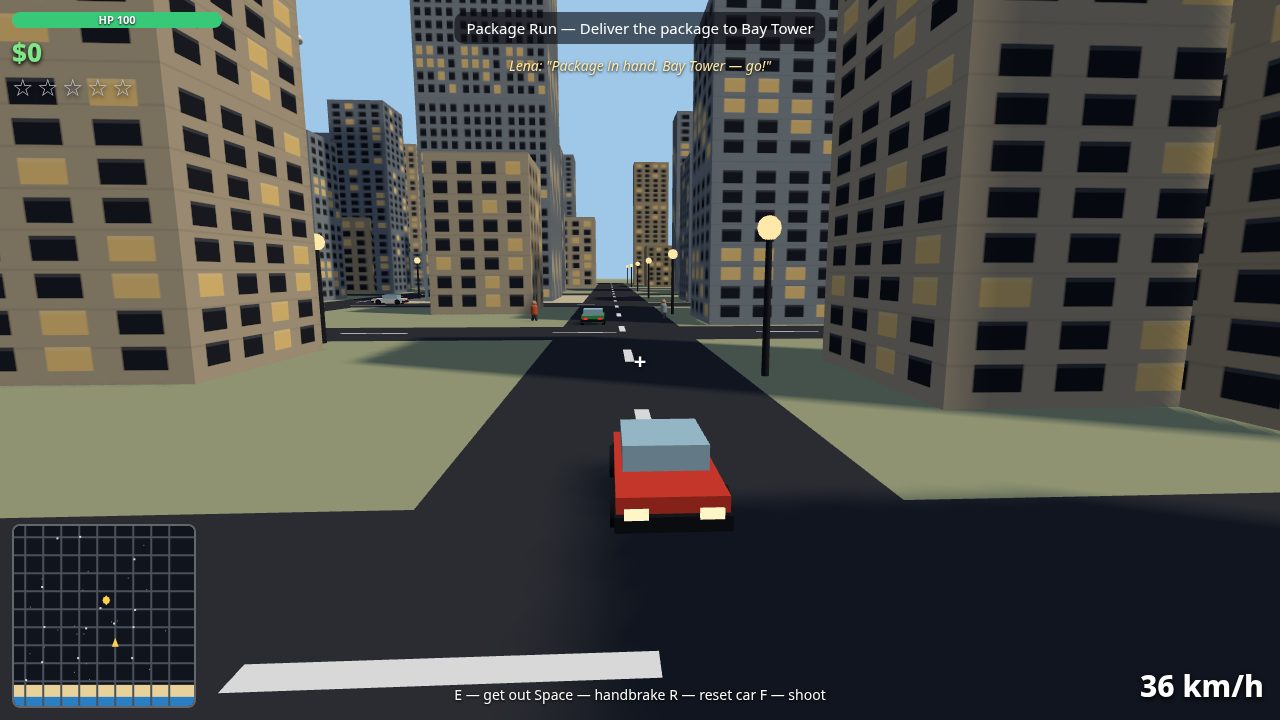 HP 100
Package Run — Deliver the package to Bay Tower
$0
Lena: "Package in hand. Bay Tower — go!"
☆ ☆ ☆ ☆ ☆
E — get out Space — handbrake R — reset car F — shoot
36 km/h